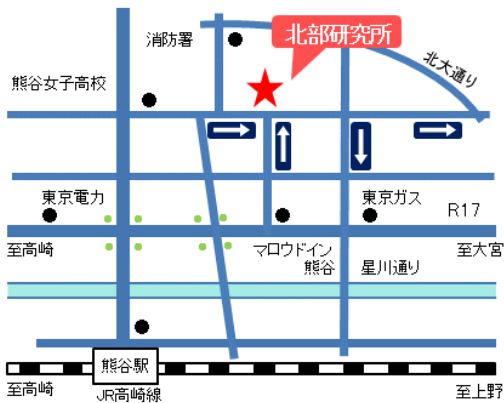 消防署
北部研究所
北大通り
熊谷女子高校
東京電力
東京ガス
R17
至高崎
マロウドイン
熊谷
星川通り
至大宮
熊谷駅
至高崎
JR高崎線
至上野